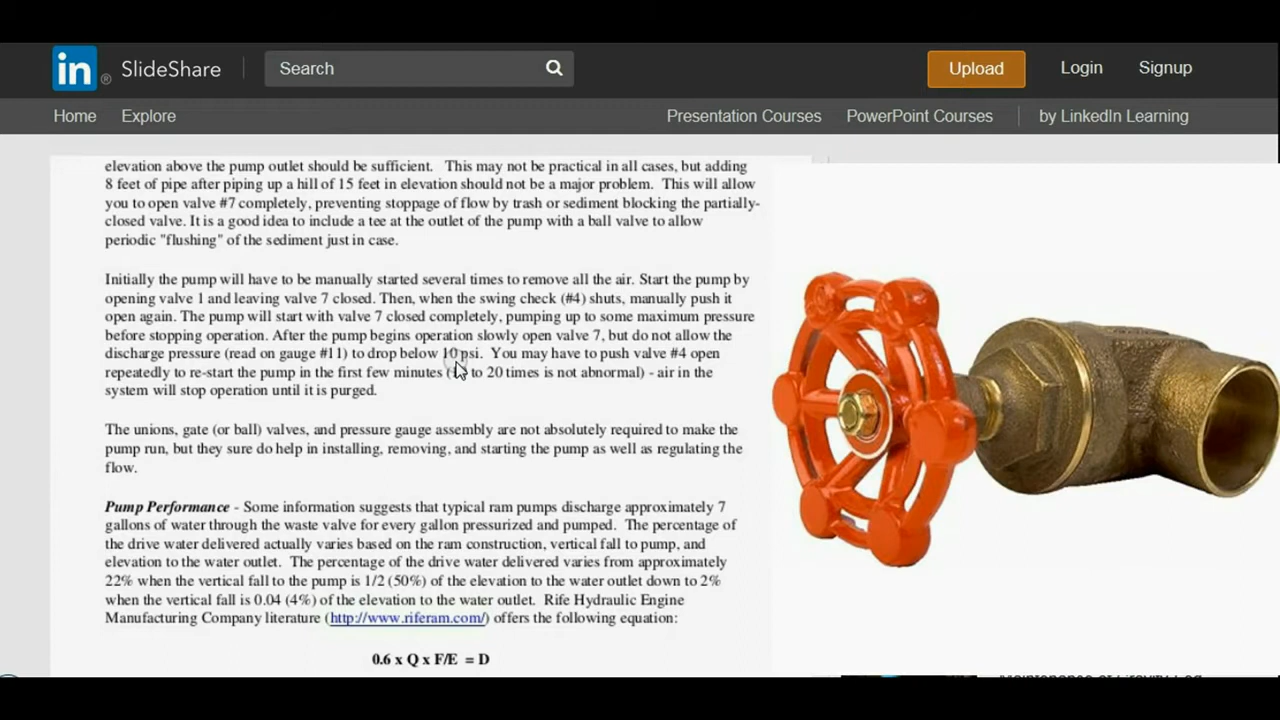 in ® SlideShare Search Upload Login Signup
Home Explore Presentation Courses PowerPoint Courses by LinkedIn Learning
elevation above the pump outlet should be sufficient. This may not be practical in all cases, but adding
8 feet of pipe after piping up a hill of 15 feet in elevation should not be a major problem. This will allow
you to open valve #7 completely, preventing stoppage of flow by trash or sediment blocking the partially-
closed valve. It is a good idea to include a tee at the outlet of the pump with a ball valve to allow
periodic "flushing" of the sediment just in case.
Initially the pump will have to be manually started several times to remove all the air. Start the pump by
opening valve 1 and leaving valve 7 closed. Then, when the swing check (#4) shuts, manually push it
open again. The pump will start with valve 7 closed completely, pumping up to some maximum pressure
before stopping operation. After the pump begins operation slowly open valve 7, but do not allow the
discharge pressure (read on gauge #11) to drop below 10 psi. You may have to push valve #4 open
repeatedly to re-start the pump in the first few minutes ( to 20 times is not abnormal) - air in the
system will stop operation until it is purged.
The unions, gate (or ball) valves, and pressure gauge assembly are not absolutely required to make the
pump run, but they sure do help in installing, removing, and starting the pump as well as regulating the
flow.
Pump Performance - Some information suggests that typical ram pumps discharge approximately 7
gallons of water through the waste valve for every gallon pressurized and pumped. The percentage of
the drive water delivered actually varies based on the ram construction, vertical fall to pump, and
elevation to the water outlet. The percentage of the drive water delivered varies from approximately
22% when the vertical fall to the pump is 1/2 (50%) of the elevation to the water outlet down to 2%
when the vertical fall is 0.04 (4%) of the elevation to the water outlet. Rife Hydraulic Engine
Manufacturing Company literature (http://www.riferam.com/) offers the following equation:
0.6 x Q x F/E = D